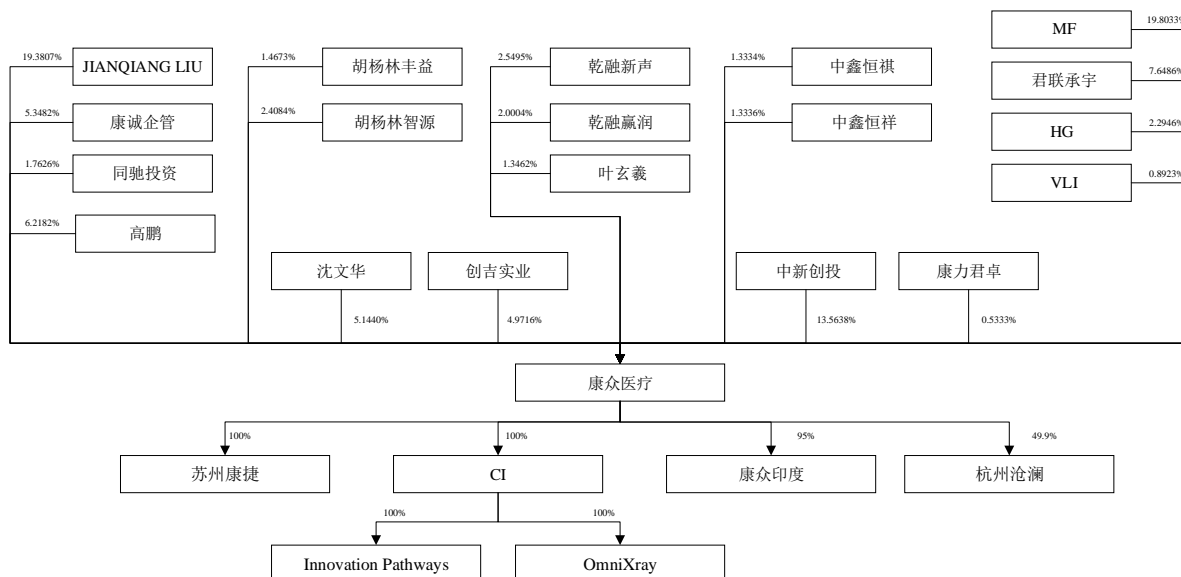 19.3807%
JIANQIANG LIU
5.3482%
康诚企管
1.7626%
同驰投资
6.2182%
高鹏
1.4673%
胡杨林丰益
2.4084%
胡杨林智源
2.5495%
乾融新声
2.0004%
乾融赢润
1.3462%
叶玄羲
1.3334%
中鑫恒祺
1.3336%
中鑫恒祥
MF
19.8033%
君联承宇
7.6486%
HG
2.2946%
VLI
0.8923%
沈文华
5.1440%
创吉实业
4.9716%
中新创投
13.5638%
康力君卓
0.5333%
康众医疗
100%
苏州康捷
100%
CI
95%
康众印度
49.9%
杭州沧澜
100%
Innovation Pathways
100%
OmniXray